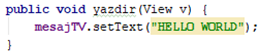 public void yazdir(View v) {
    mesajTV.setText("HELLO WORLD");
}